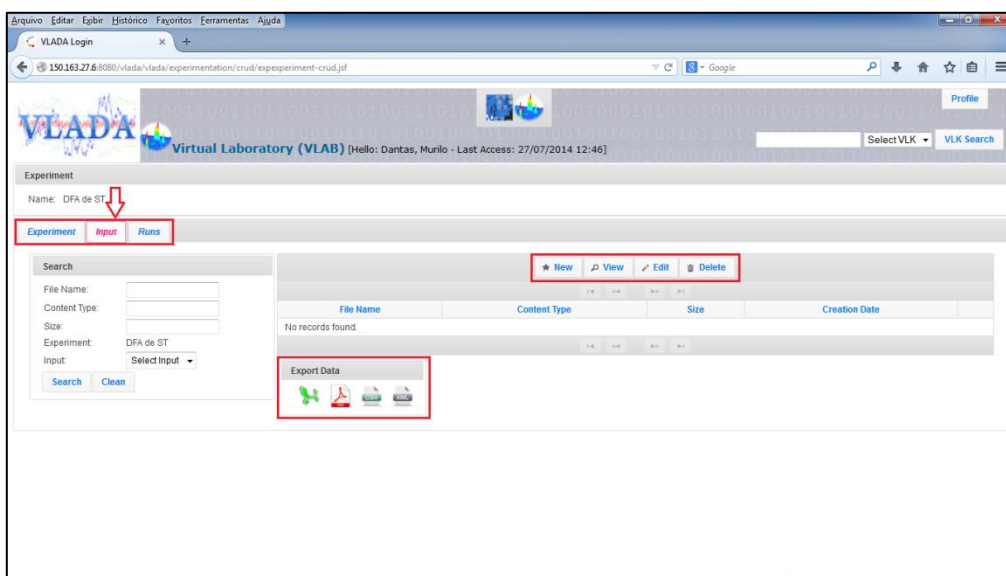 Arquivo Editar Exibir Histórico Favoritos Ferramentas Ajuda
VLADA Login
150.163.27.6:8080/vlada/vlada/experimentation/crud/expexperiment-crud.jsf
Google
Profile
VLADA
Virtual Laboratory (VLAB) [Hello: Dantas, Murilo - Last Access: 27/07/2014 12:46]
Select VLK VLK Search
Experiment
Name: DFA de ST
Experiment Input Runs
Search
New View Edit Delete
File Name:
Content Type:
File Name Content Type Size Creation Date
Size:
No records found.
Experiment: DFA de ST
Input: Select Input
Search Clean
Export Data
PDF CSV XML